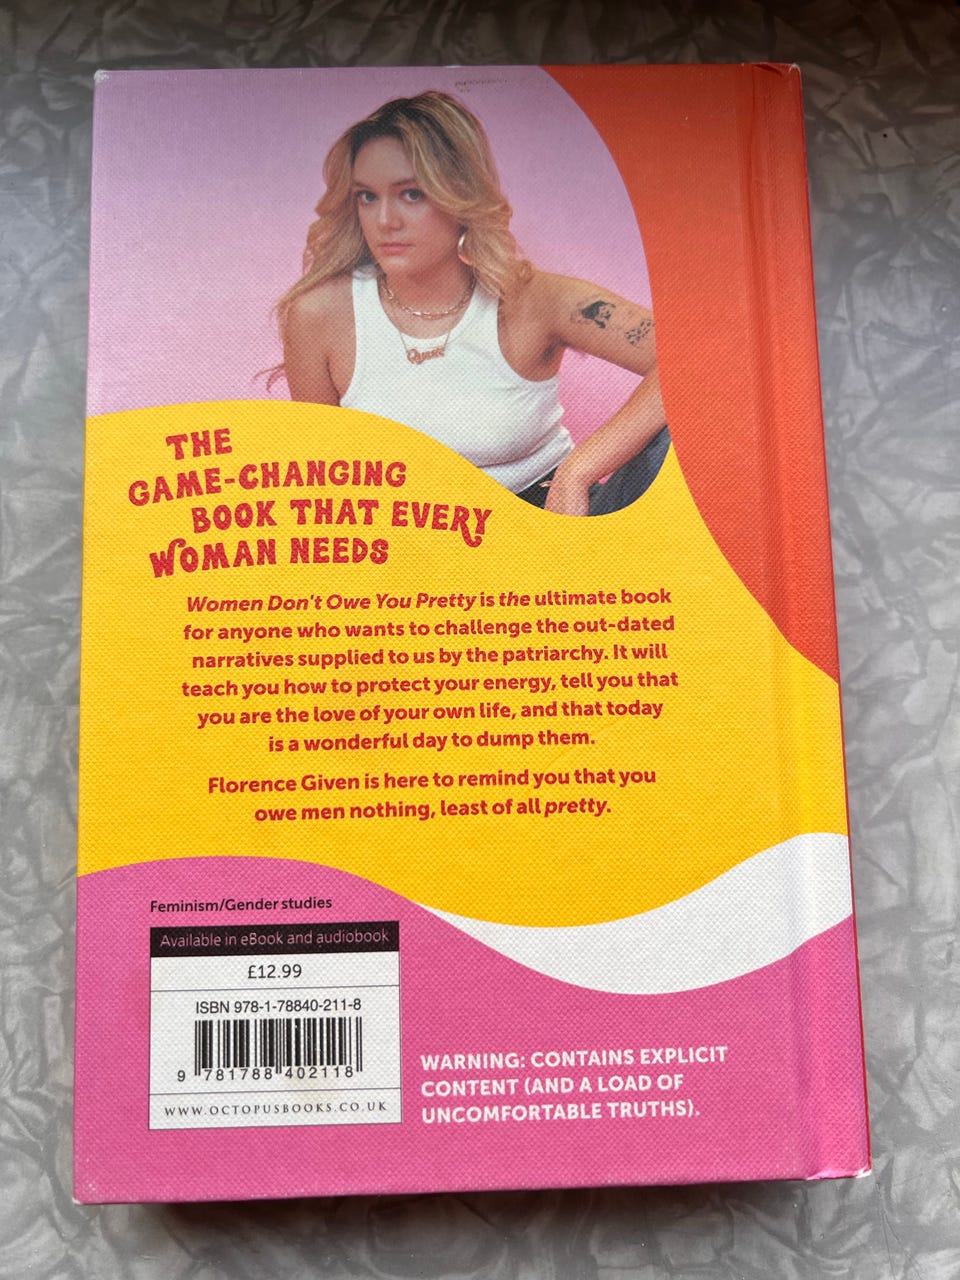 THE
GAME-CHANGING
BOOK THAT EVERY
WOMAN NEEDS
Women Don't Owe You Pretty is the ultimate book
for anyone who wants to challenge the out-dated
narratives supplied to us by the patriarchy. It will
teach you how to protect your energy, tell you that
you are the love of your own life, and that today
is a wonderful day to dump them.
Florence Given is here to remind you that you
owe men nothing, least of all pretty.
Feminism/Gender studies
Available in eBook and audiobook
£12.99
ISBN 978-1-78840-211-8
9 781788 402118
WWW.OCTOPUSBOOKS.CO.UK
WARNING: CONTAINS EXPLICIT
CONTENT (AND A LOAD OF
UNCOMFORTABLE TRUTHS).